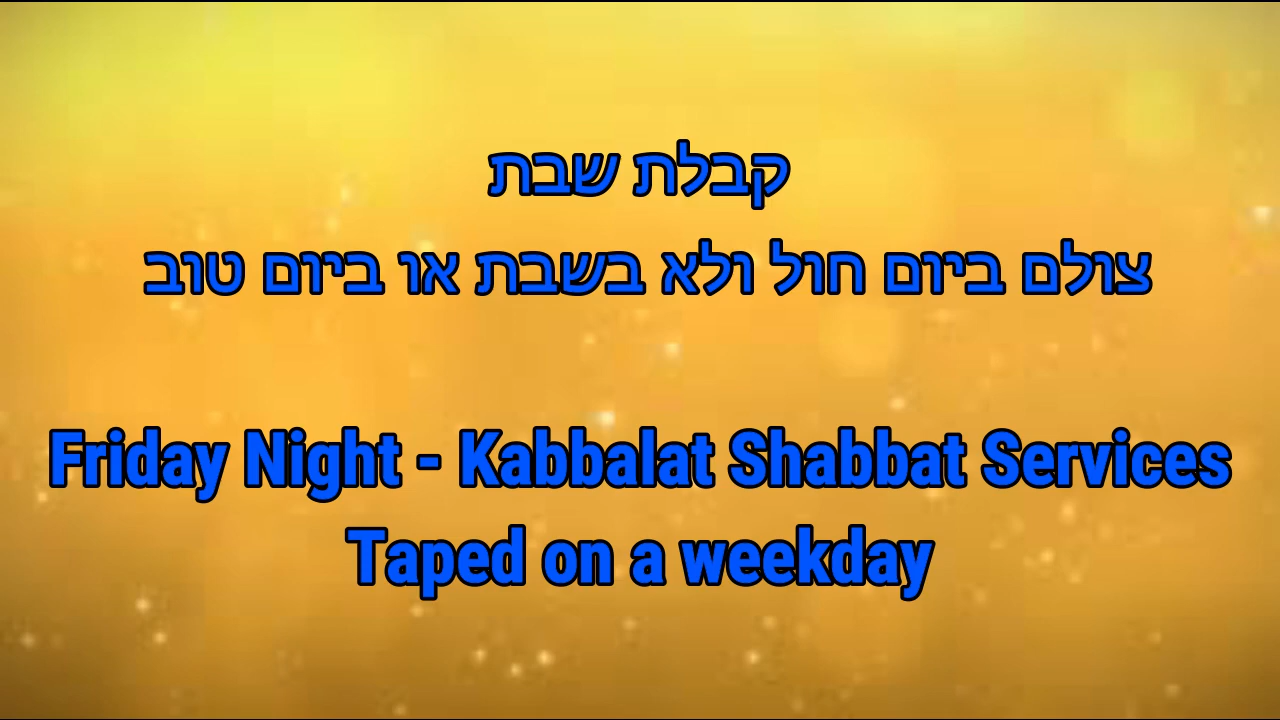 קבלת שבת
צולם ביום חול ולא בשבת או ביום טוב
Friday Night - Kabbalat Shabbat Services
Taped on a weekday